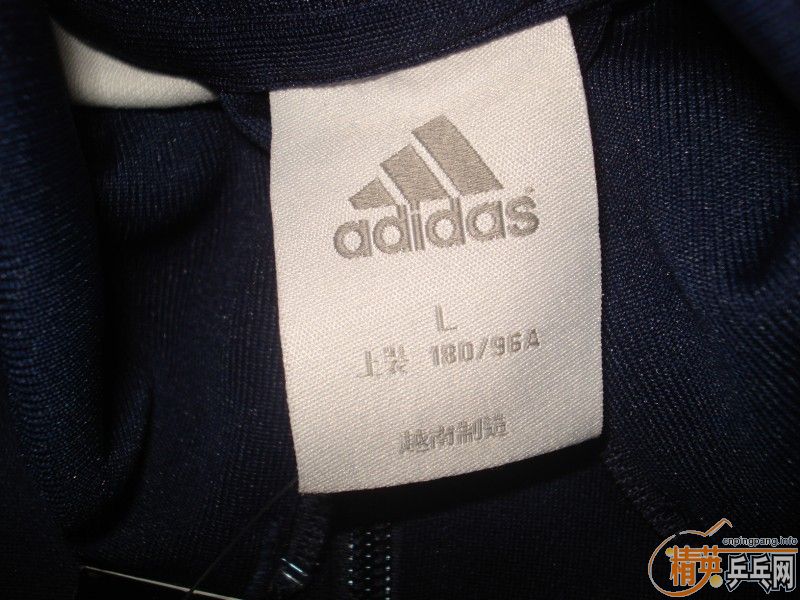 adidas
L
上装 180/96A
越南制造
cnpingpang.info
精英乒乓网